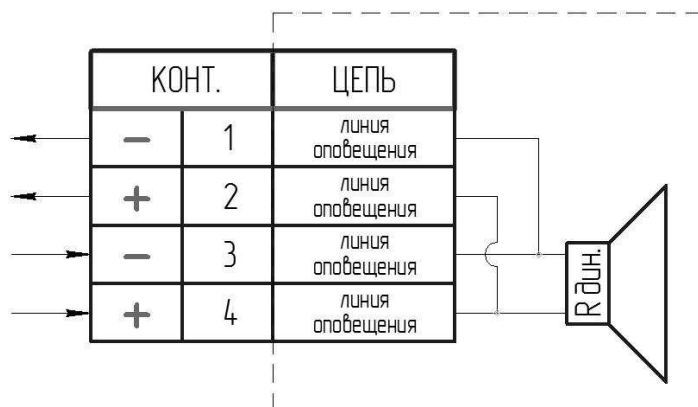 КОНТ. ЦЕПЬ
− 1 линия
оповещения
+ 2 линия
оповещения
− 3 линия
оповещения
+ 4 линия
оповещения
R дин.